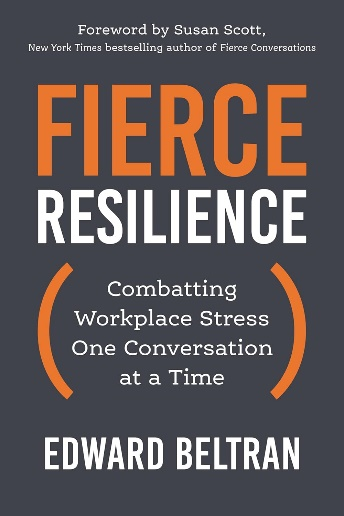 Foreword by Susan Scott,
New York Times bestselling author of Fierce Conversations
FIERCE
RESILIENCE
Combatting
Workplace Stress
One Conversation
at a Time
EDWARD BELTRAN